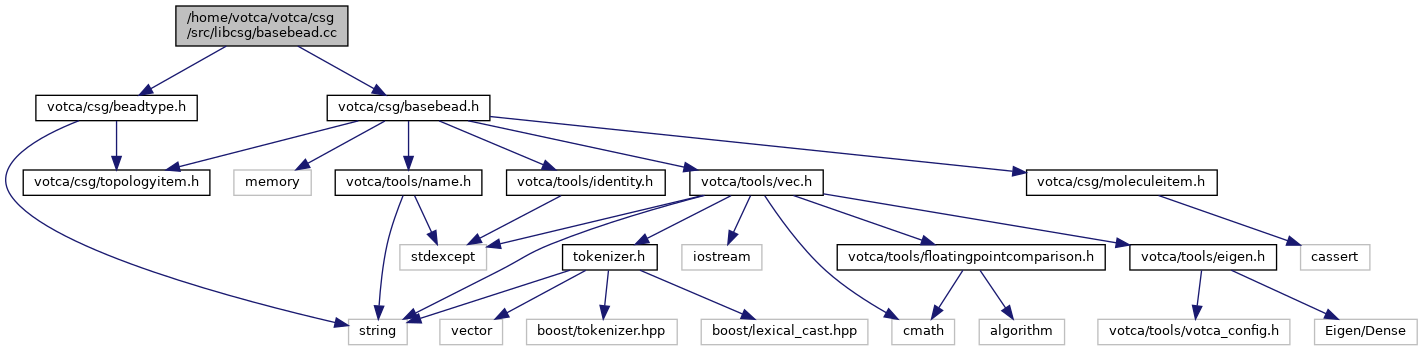 /home/votca/votca/csg
/src/libcsg/basebead.cc
votca/csg/beadtype.h
votca/csg/basebead.h
votca/csg/topologyitem.h
memory
votca/tools/name.h
votca/tools/identity.h
votca/tools/vec.h
votca/csg/moleculeitem.h
stdexcept
tokenizer.h
iostream
votca/tools/floatingpointcomparison.h
votca/tools/eigen.h
cassert
string
vector
boost/tokenizer.hpp
boost/lexical_cast.hpp
cmath
algorithm
votca/tools/votca_config.h
Eigen/Dense